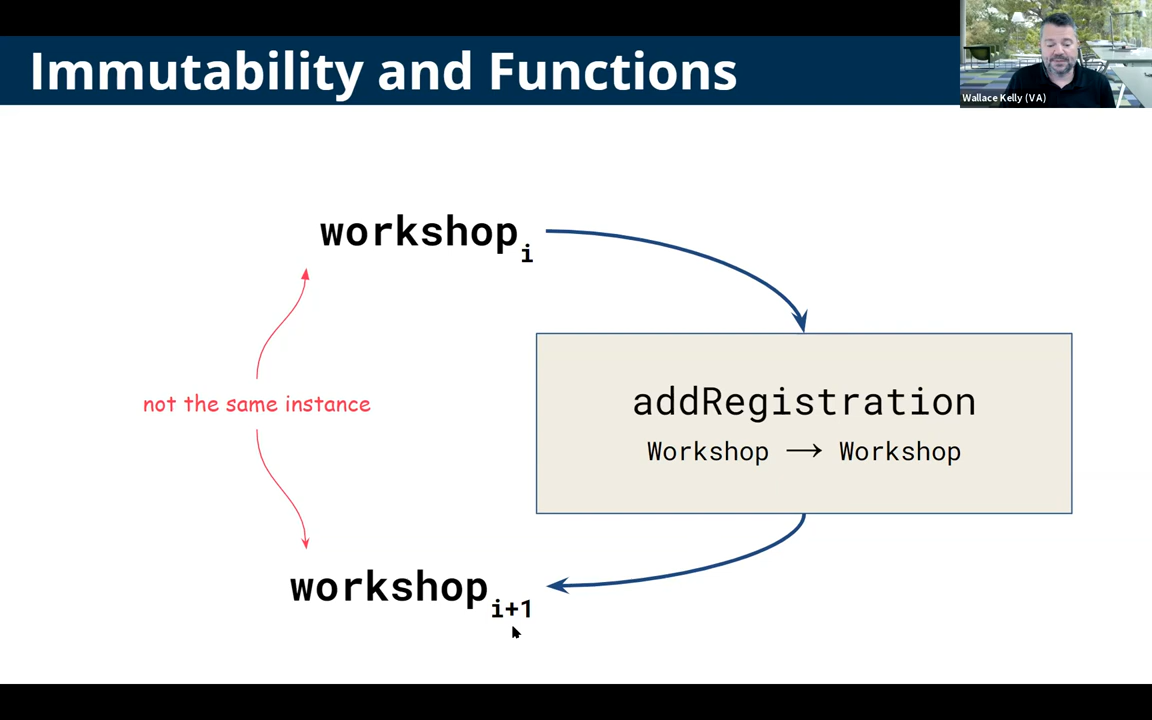 Immutability and Functions
Wallace Kelly (VA)
workshopᵢ
not the same instance
addRegistration
Workshop → Workshop
workshopᵢ₊₁